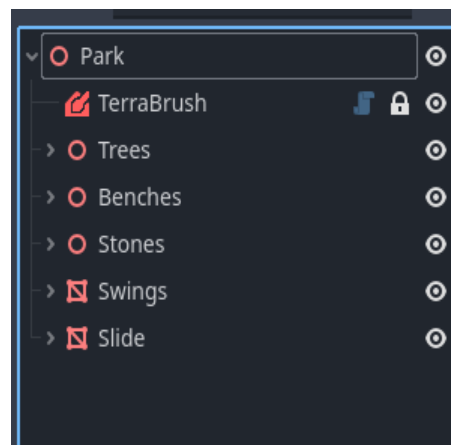 Park
TerraBrush
Trees
Benches
Stones
Swings
Slide